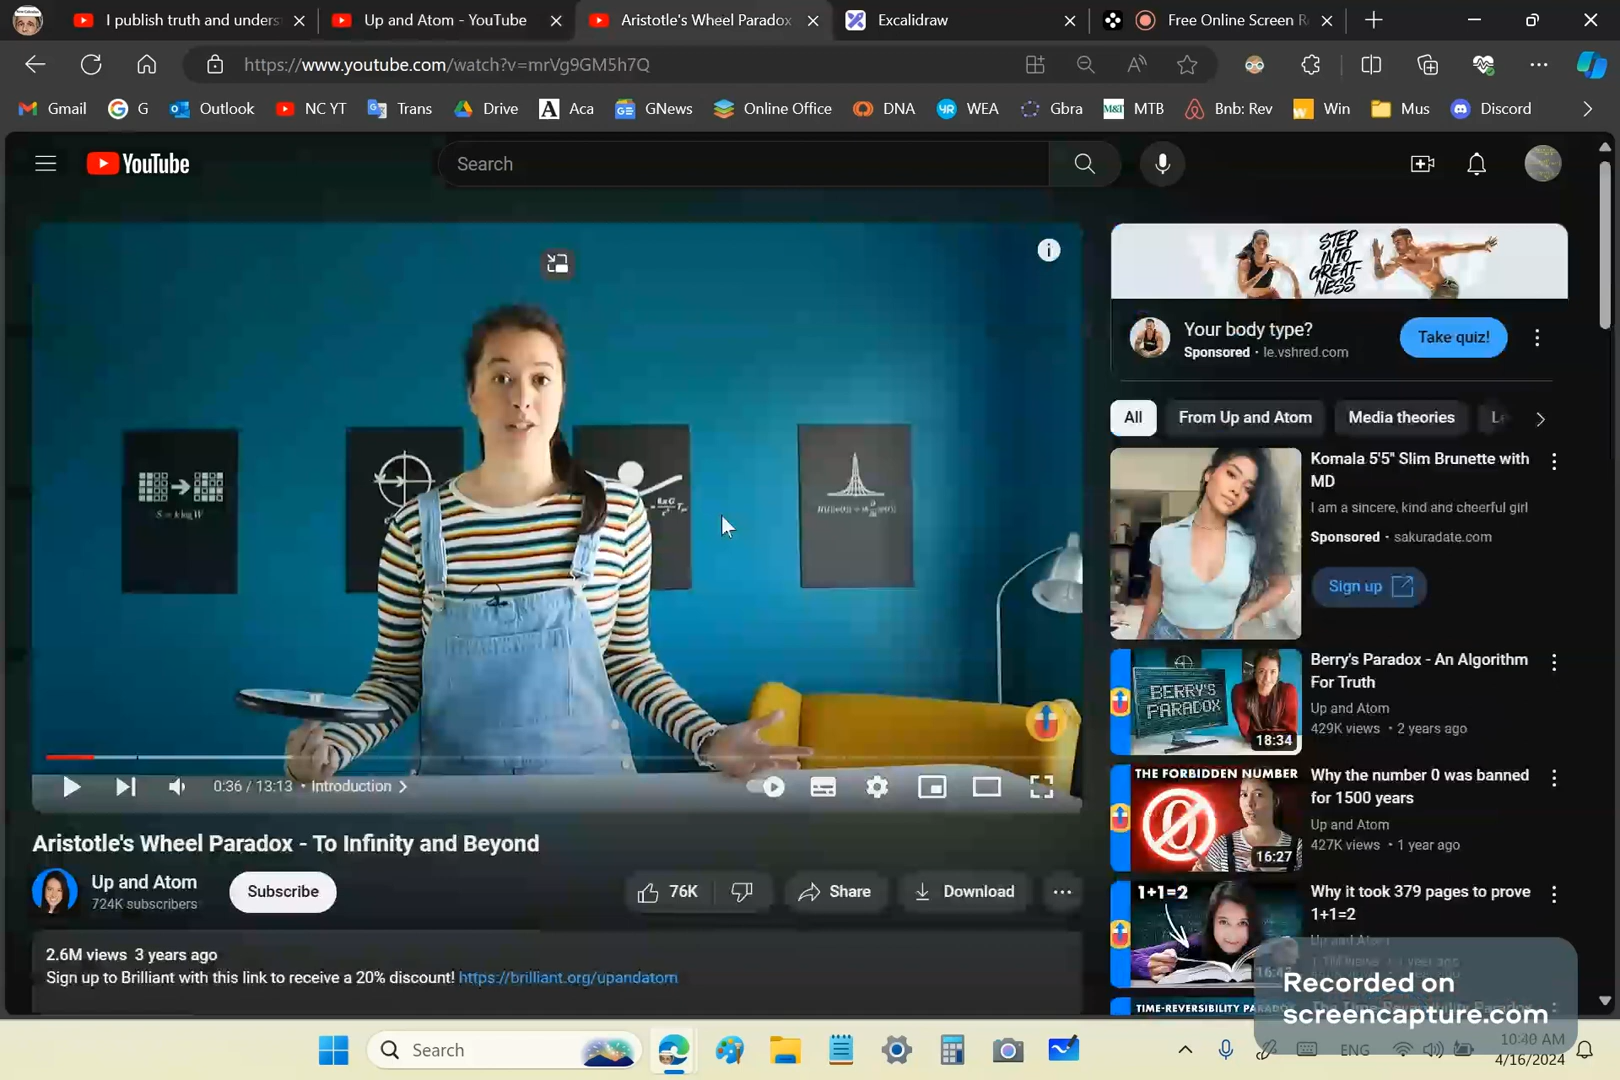 I publish truth and unders
Up and Atom - YouTube
Aristotle's Wheel Paradox
Excalidraw
Free Online Screen R
https://www.youtube.com/watch?v=mrVg9GM5h7Q
Gmail
G
Outlook
NC YT
Trans
Drive
A Aca
GNews
Online Office
DNA
WEA
Gbra
M&T MTB
Bnb: Rev
Win
Mus
Discord
YouTube
Search
STEP
INTO
GREAT-
NESS
Your body type?
Sponsored · le.vshred.com
Take quiz!
All
From Up and Atom
Media theories
Le
Komala 5'5" Slim Brunette with
MD
I am a sincere, kind and cheerful girl
Sponsored · sakuradate.com
Sign up
S = k log W
BERRY'S
PARADOX
18:34
Berry's Paradox - An Algorithm
For Truth
Up and Atom
429K views • 2 years ago
THE FORBIDDEN NUMBER
0
16:27
Why the number 0 was banned
for 1500 years
Up and Atom
427K views • 1 year ago
0:36 / 13:13 • Introduction
Aristotle's Wheel Paradox - To Infinity and Beyond
Up and Atom
724K subscribers
Subscribe
76K
Share
Download
1+1=2
Why it took 379 pages to prove
1+1=2
Up and Atom
2.6M views 3 years ago
Sign up to Brilliant with this link to receive a 20% discount! https://brilliant.org/upandatom
TIME-REVERSIBILITY PARADOX
Recorded on
screencapture.com
Search
ENG
10:40 AM
4/16/2024